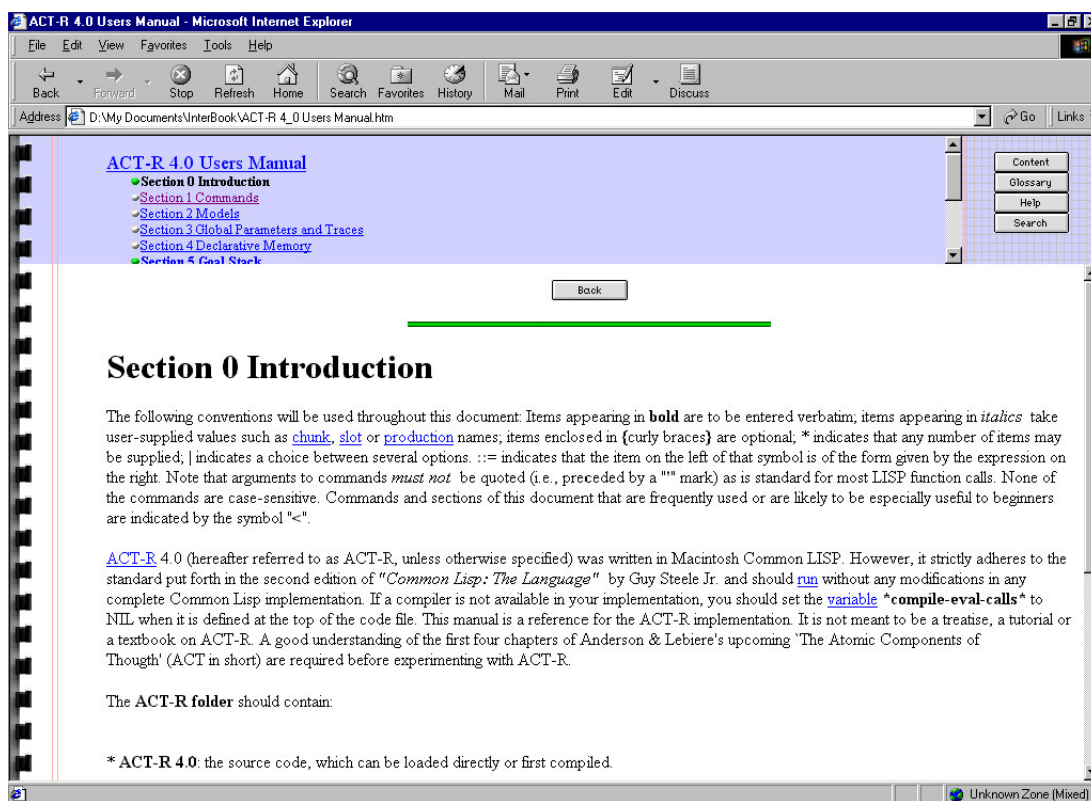 ACT-R 4.0 Users Manual - Microsoft Internet Explorer
File Edit View Favorites Tools Help
Back Forward Stop Refresh Home Search Favorites History Mail Print Edit Discuss
Address D:\My Documents\InterBook\ACT-R 4_0 Users Manual.htm Go Links
ACT-R 4.0 Users Manual
Section 0 Introduction
Section 1 Commands
Section 2 Models
Section 3 Global Parameters and Traces
Section 4 Declarative Memory
Section 5 Goal Stack
Content
Glossary
Help
Search
Back
Section 0 Introduction
The following conventions will be used throughout this document: Items appearing in bold are to be entered verbatim; items appearing in italics take
user-supplied values such as chunk, slot or production names; items enclosed in {curly braces} are optional; * indicates that any number of items may
be supplied; | indicates a choice between several options. ::= indicates that the item on the left of that symbol is of the form given by the expression on
the right. Note that arguments to commands must not be quoted (i.e., preceded by a "'" mark) as is standard for most LISP function calls. None of
the commands are case-sensitive. Commands and sections of this document that are frequently used or are likely to be especially useful to beginners
are indicated by the symbol "<".
ACT-R 4.0 (hereafter referred to as ACT-R, unless otherwise specified) was written in Macintosh Common LISP. However, it strictly adheres to the
standard put forth in the second edition of "Common Lisp: The Language" by Guy Steele Jr. and should run without any modifications in any
complete Common Lisp implementation. If a compiler is not available in your implementation, you should set the variable *compile-eval-calls* to
NIL when it is defined at the top of the code file. This manual is a reference for the ACT-R implementation. It is not meant to be a treatise, a tutorial or
a textbook on ACT-R. A good understanding of the first four chapters of Anderson & Lebiere's upcoming `The Atomic Components of
Thougth' (ACT in short) are required before experimenting with ACT-R.
The ACT-R folder should contain:
* ACT-R 4.0: the source code, which can be loaded directly or first compiled.
Unknown Zone (Mixed)